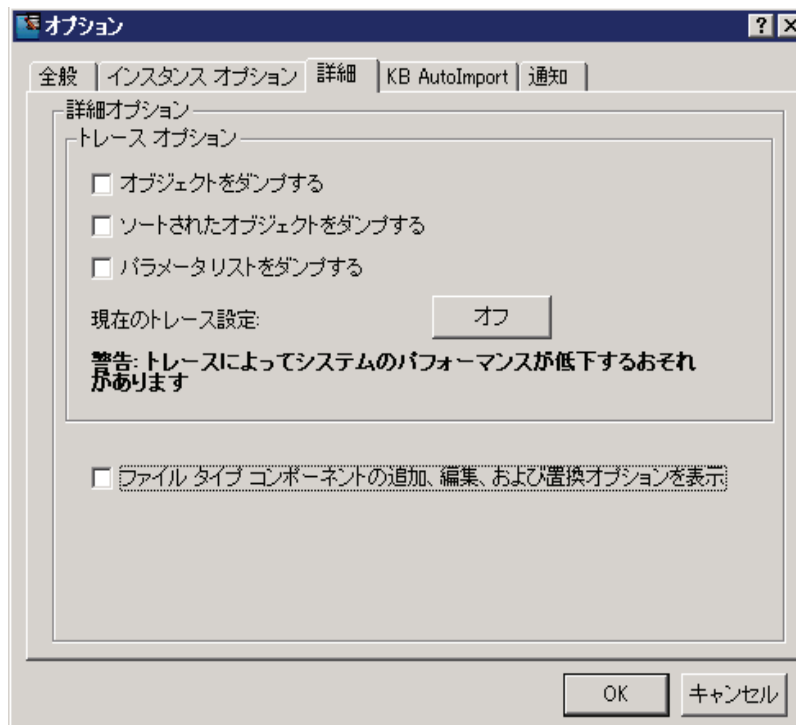 オプション
全般
インスタンス オプション
詳細
KB AutoImport
通知
詳細オプション
トレース オプション
オブジェクトをダンプする
ソートされたオブジェクトをダンプする
パラメータリストをダンプする
現在のトレース設定:
オフ
警告: トレースによってシステムのパフォーマンスが低下するおそれ
があります
ファイル タイプ コンポーネントの追加、編集、および置換オプションを表示
OK
キャンセル